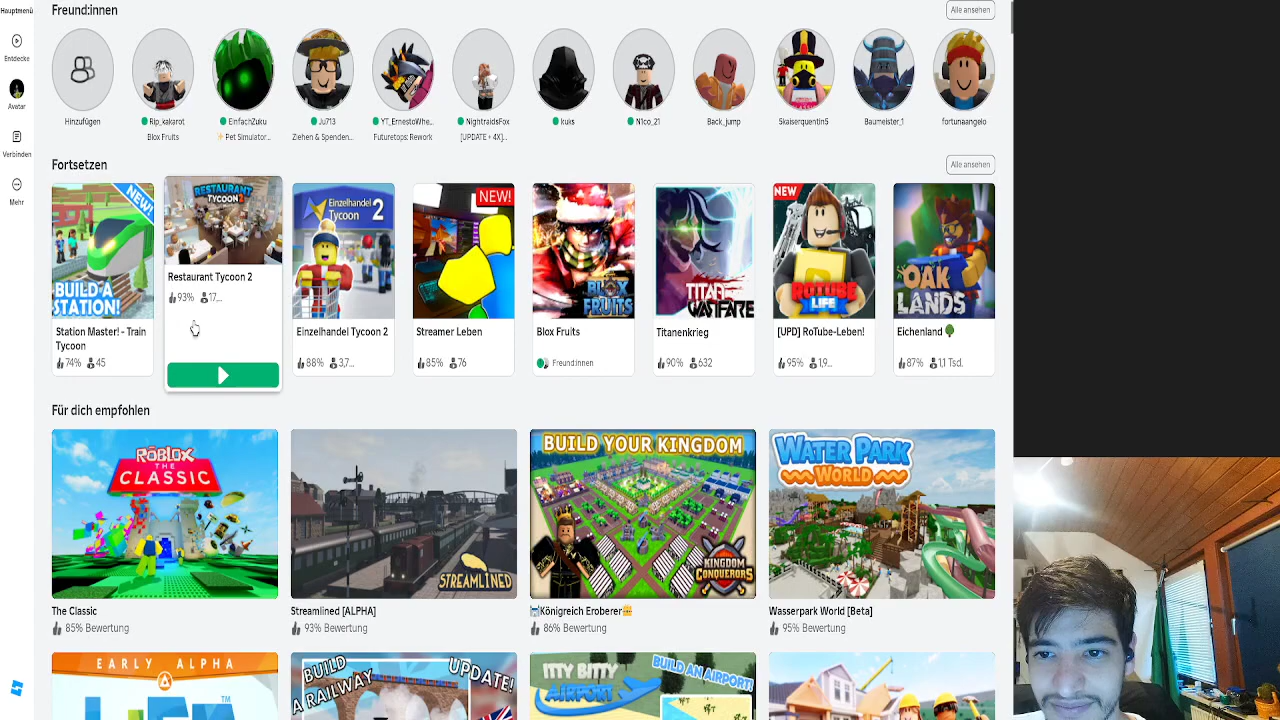 Hauptmenü
Entdecke
Avatar
Verbinden
Mehr
Freund:innen
Alle ansehen
Hinzufügen
Rip_kakarot
Blox Fruits
EinfachZuku
Pet Simulator...
Ju713
Ziehen & Spenden...
YT_ErnestoWhe...
Futuretops: Rework
NightraidsFox
[UPDATE + 4X]...
kuks
N1co_21
Back_jump
SkaiserquentinS
Baumeister_1
fortunaangelo
Fortsetzen
Alle ansehen
NEW!
BUILD A
STATION!
Station Master! - Train
Tycoon
74% 45
RESTAURANT
TYCOON 2
Restaurant Tycoon 2
93% 17...
Einzelhandel
Tycoon 2
Einzelhandel Tycoon 2
88% 3,7...
NEW!
Streamer Leben
85% 76
BLOX
FRUITS
Blox Fruits
Freund:innen
TITAN
WARFARE
Titanenkrieg
90% 632
NEW
ROTUBE
LIFE
[UPD] RoTube-Leben!
95% 1,9...
OAK
LANDS
Eichenland
87% 1,1 Tsd.
Für dich empfohlen
ROBLOX
THE
CLASSIC
The Classic
85% Bewertung
STREAMLINED
Streamlined [ALPHA]
93% Bewertung
BUILD YOUR KINGDOM
KINGDOM
CONQUERORS
Königreich Eroberer
86% Bewertung
WATER PARK
WORLD
Wasserpark World [Beta]
95% Bewertung
EARLY ALPHA
BUILD
A RAILWAY
UPDATE!
ITTY BITTY
AIRPORT
BUILD AN AIRPORT!